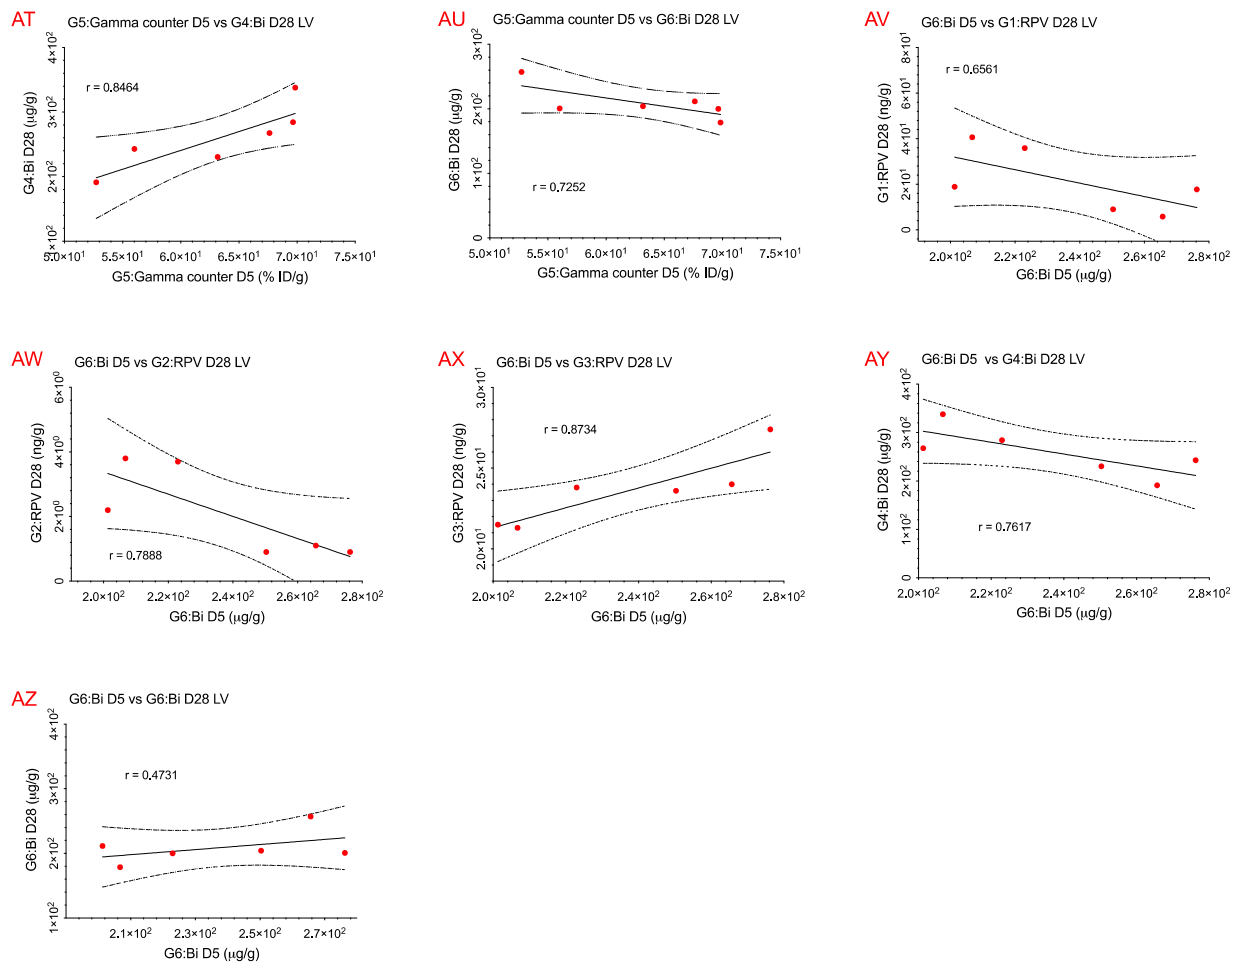 AT
G5:Gamma counter D5 vs G4:Bi D28 LV
r = 0.8464
G4:Bi D28 (μg/g)
4×10²
3×10²
2×10²
1×10²
5.0×10¹ 5.5×10¹ 6.0×10¹ 6.5×10¹ 7.0×10¹ 7.5×10¹
G5:Gamma counter D5 (% ID/g)
AU
G5:Gamma counter D5 vs G6:Bi D28 LV
r = 0.7252
G6:Bi D28 (μg/g)
3×10²
2×10²
1×10²
0
5.0×10¹ 5.5×10¹ 6.0×10¹ 6.5×10¹ 7.0×10¹ 7.5×10¹
G5:Gamma counter D5 (% ID/g)
AV
G6:Bi D5 vs G1:RPV D28 LV
r = 0.6561
G1:RPV D28 (ng/g)
8×10¹
6×10¹
4×10¹
2×10¹
0
2.0×10² 2.2×10² 2.4×10² 2.6×10² 2.8×10²
G6:Bi D5 (μg/g)
AW
G6:Bi D5 vs G2:RPV D28 LV
r = 0.7888
G2:RPV D28 (ng/g)
6×10⁰
4×10⁰
2×10⁰
0
2.0×10² 2.2×10² 2.4×10² 2.6×10² 2.8×10²
G6:Bi D5 (μg/g)
AX
G6:Bi D5 vs G3:RPV D28 LV
r = 0.8734
G3:RPV D28 (ng/g)
3.0×10¹
2.5×10¹
2.0×10¹
2.0×10² 2.2×10² 2.4×10² 2.6×10² 2.8×10²
G6:Bi D5 (μg/g)
AY
G6:Bi D5 vs G4:Bi D28 LV
r = 0.7617
G4:Bi D28 (μg/g)
4×10²
3×10²
2×10²
1×10²
0
2.0×10² 2.2×10² 2.4×10² 2.6×10² 2.8×10²
G6:Bi D5 (μg/g)
AZ
G6:Bi D5 vs G6:Bi D28 LV
r = 0.4731
G6:Bi D28 (μg/g)
4×10²
3×10²
2×10²
1×10²
2.1×10² 2.3×10² 2.5×10² 2.7×10²
G6:Bi D5 (μg/g)